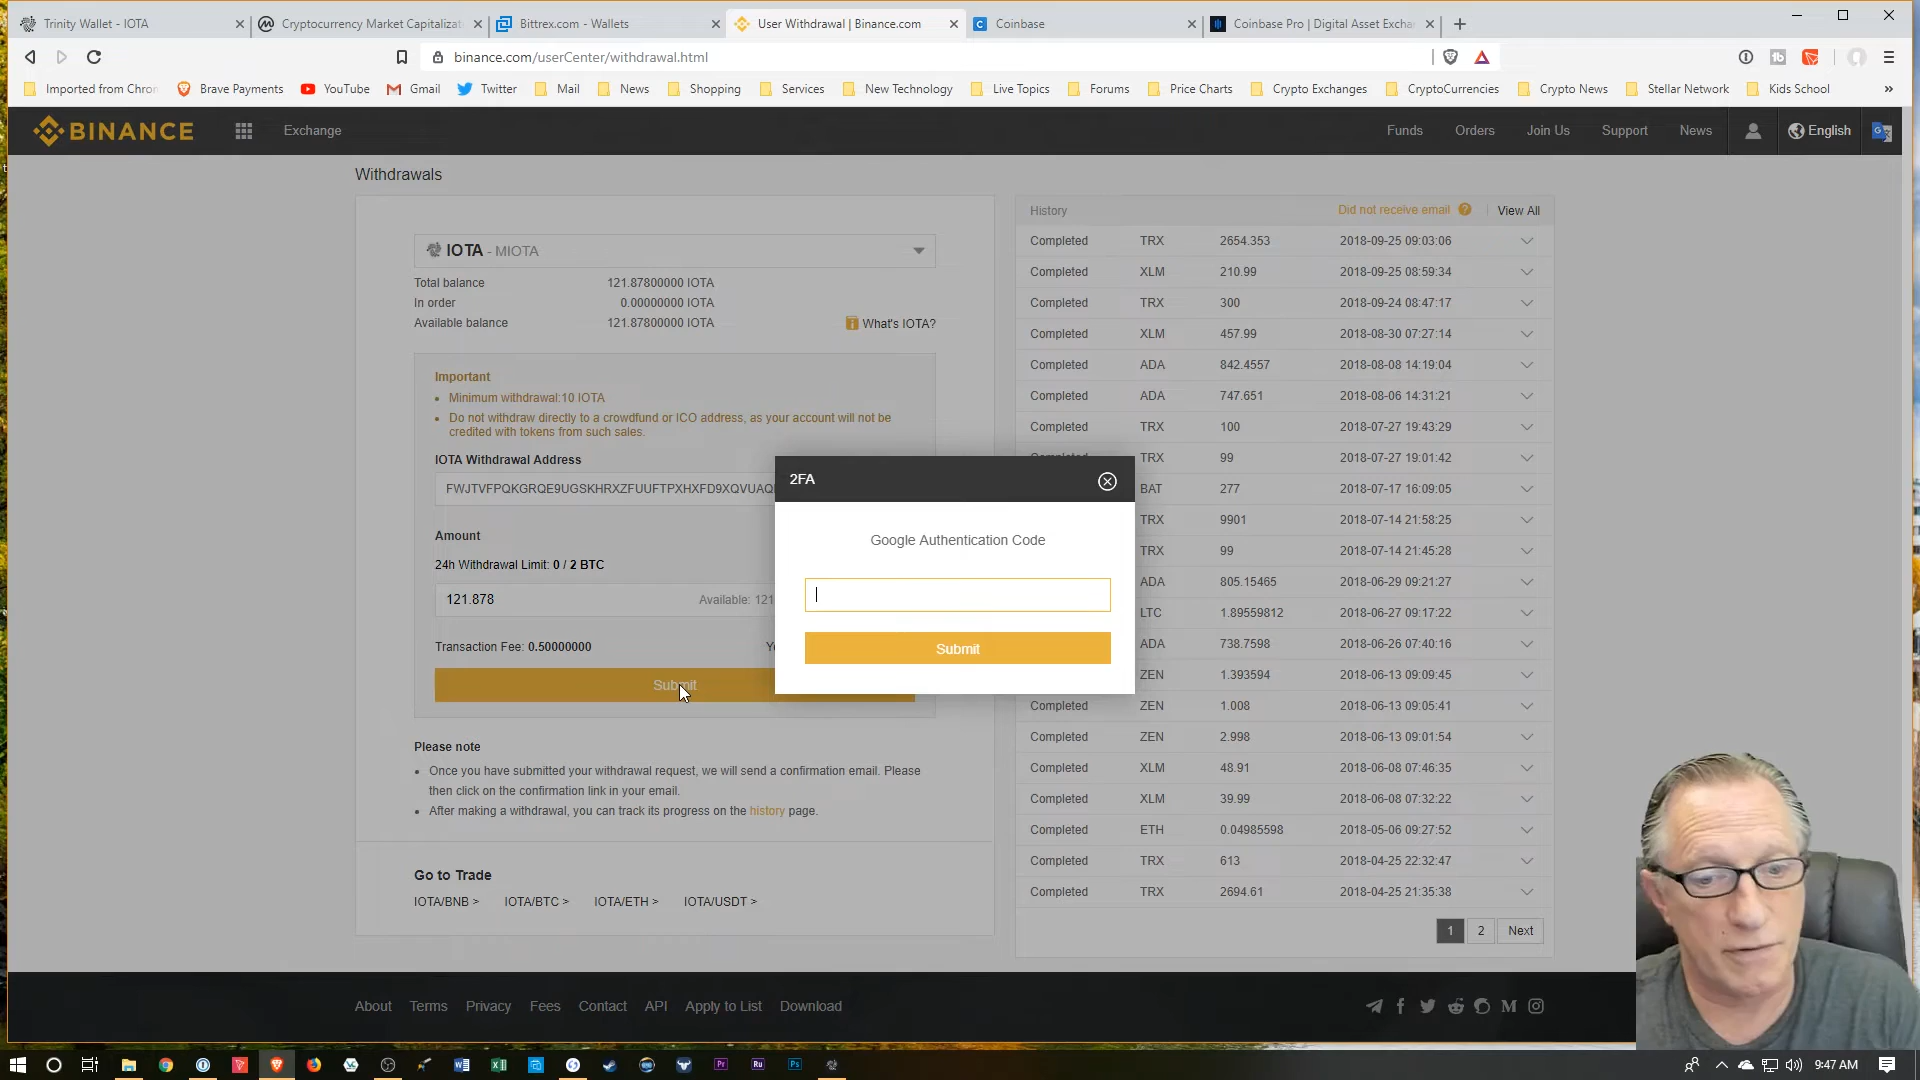 Trinity Wallet - IOTA
Cryptocurrency Market Capitalizat
Bittrex.com - Wallets
User Withdrawal | Binance.com
Coinbase
Coinbase Pro | Digital Asset Excha
binance.com/userCenter/withdrawal.html
Imported from Chron
Brave Payments
YouTube
Gmail
Twitter
Mail
News
Shopping
Services
New Technology
Live Topics
Forums
Price Charts
Crypto Exchanges
CryptoCurrencies
Crypto News
Stellar Network
Kids School
BINANCE
Exchange
Funds
Orders
Join Us
Support
News
English
Withdrawals
IOTA - MIOTA
Total balance 121.87800000 IOTA
In order 0.00000000 IOTA
Available balance 121.87800000 IOTA
What's IOTA?
Important
• Minimum withdrawal:10 IOTA
• Do not withdraw directly to a crowdfund or ICO address, as your account will not be
credited with tokens from such sales.
IOTA Withdrawal Address
FWJTVFPQKGRQE9UGSKHRXZFUUFTPXHXFD9XQVUAQ
Amount
24h Withdrawal Limit: 0 / 2 BTC
121.878 Available: 121
Transaction Fee: 0.50000000
Submit
Please note
• Once you have submitted your withdrawal request, we will send a confirmation email. Please
then click on the confirmation link in your email.
• After making a withdrawal, you can track its progress on the history page.
Go to Trade
IOTA/BNB > IOTA/BTC > IOTA/ETH > IOTA/USDT >
2FA
Google Authentication Code
Submit
History Did not receive email ? View All
Completed TRX 2654.353 2018-09-25 09:03:06
Completed XLM 210.99 2018-09-25 08:59:34
Completed TRX 300 2018-09-24 08:47:17
Completed XLM 457.99 2018-08-30 07:27:14
Completed ADA 842.4557 2018-08-08 14:19:04
Completed ADA 747.651 2018-08-06 14:31:21
Completed TRX 100 2018-07-27 19:43:29
Completed TRX 99 2018-07-27 19:01:42
BAT 277 2018-07-17 16:09:05
TRX 9901 2018-07-14 21:58:25
TRX 99 2018-07-14 21:45:28
ADA 805.15465 2018-06-29 09:21:27
LTC 1.89559812 2018-06-27 09:17:22
ADA 738.7598 2018-06-26 07:40:16
ZEN 1.393594 2018-06-13 09:09:45
Completed ZEN 1.008 2018-06-13 09:05:41
Completed ZEN 2.998 2018-06-13 09:01:54
Completed XLM 48.91 2018-06-08 07:46:35
Completed XLM 39.99 2018-06-08 07:32:22
Completed ETH 0.04985598 2018-05-06 09:27:52
Completed TRX 613 2018-04-25 22:32:47
Completed TRX 2694.61 2018-04-25 21:35:38
1 2 Next
About Terms Privacy Fees Contact API Apply to List Download
9:47 AM